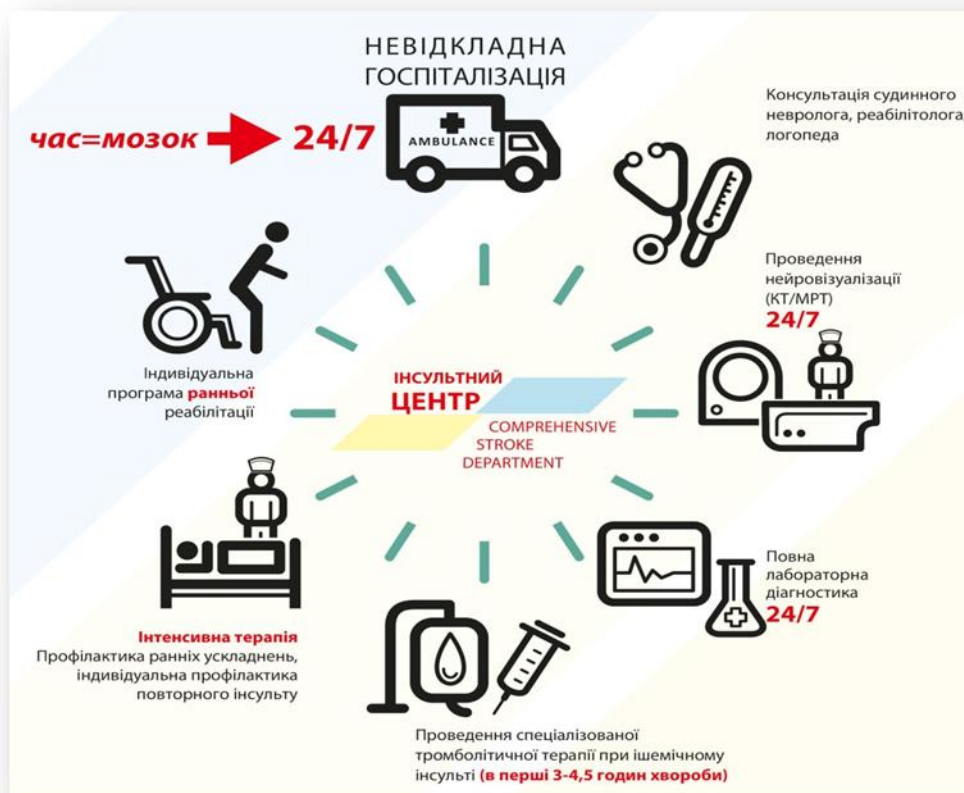 НЕВІДКЛАДНА
ГОСПІТАЛІЗАЦІЯ
час=мозок
24/7
AMBULANCE
Консультація судинного
невролога, реабілітолога,
логопеда
Проведення
нейровізуалізації
(КТ/МРТ)
24/7
Повна
лабораторна
діагностика
24/7
Проведення спеціалізованої
тромболітичної терапії при ішемічному
інсульті (в перші 3-4,5 годин хвороби)
Інтенсивна терапія
Профілактика ранніх ускладнень,
індивідуальна профілактика
повторного інсульту
Індивідуальна
програма ранньої
реабілітації
ІНСУЛЬТНИЙ
ЦЕНТР
COMPREHENSIVE
STROKE
DEPARTMENT